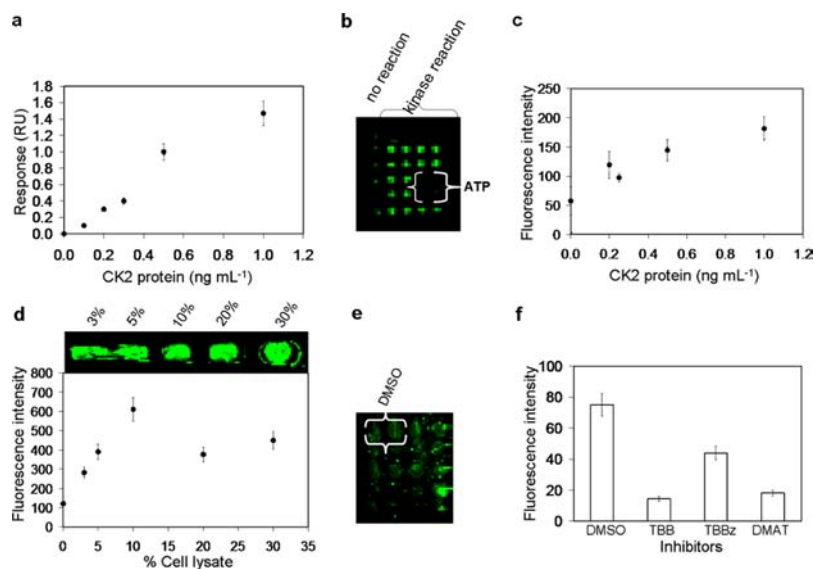 a
1.8
1.6
1.4
1.2
1.0
0.8
0.6
0.4
0.2
0.0
Response (RU)
0.0 0.2 0.4 0.6 0.8 1.0 1.2
CK2 protein (ng mL⁻¹)
b
no reaction
kinase reaction
ATP
c
250
200
150
100
50
0
Fluorescence intensity
0.0 0.2 0.4 0.6 0.8 1.0 1.2
CK2 protein (ng mL⁻¹)
d
3% 5% 10% 20% 30%
800
700
600
500
400
300
200
100
0
Fluorescence intensity
0 5 10 15 20 25 30 35
% Cell lysate
e
DMSO
f
100
80
60
40
20
0
Fluorescence intensity
DMSO TBB TBBz DMAT
Inhibitors